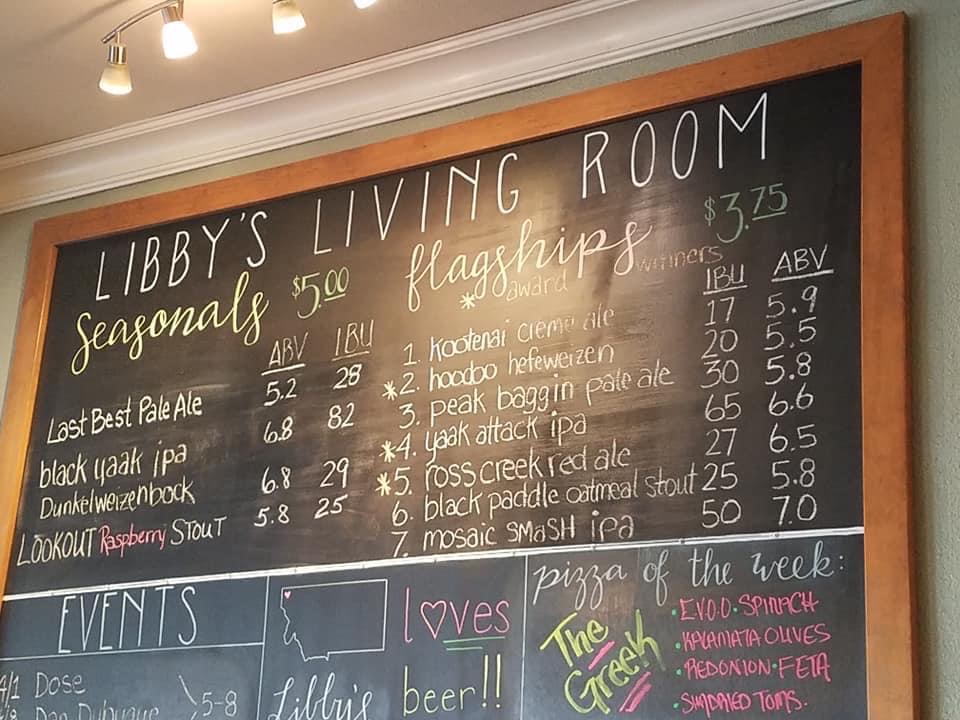 LIBBY'S LIVING ROOM
Seasonals $5.00
ABV IBU
Last Best Pale Ale 5.2 28
black yaak ipa 6.8 82
Dunkelweizenbock 6.8 29
LOOKOUT Raspberry STOUT 5.8 25
flagships $3.75
* award winners
IBU ABV
1. Kootenai creme ale 17 5.9
*2. hoodoo hefeweizen 20 5.5
3. peak baggin pale ale 30 5.8
*4. yaak attack ipa 65 6.6
*5. ross creek red ale 27 6.5
6. black paddle oatmeal stout 25 5.8
7. mosaic SMaSH ipa 50 7.0
EVENTS
4/1 Dose
5-8
Libby's
loves
beer!!
pizza of the week:
The Greek
• E.V.O.O • SPINACH
• KALAMATA OLIVES
• RED ONION • FETA
• SUNDRIED TOMS.